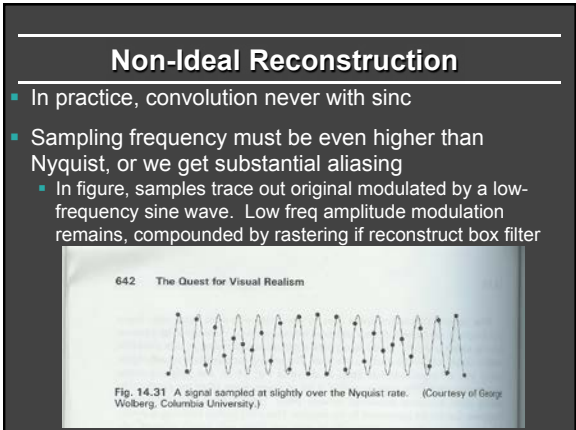 Non-Ideal Reconstruction
In practice, convolution never with sinc
Sampling frequency must be even higher than
Nyquist, or we get substantial aliasing
In figure, samples trace out original modulated by a low-
frequency sine wave. Low freq amplitude modulation
remains, compounded by rastering if reconstruct box filter
642 The Quest for Visual Realism
Fig. 14.31 A signal sampled at slightly over the Nyquist rate. (Courtesy of George
Wolberg, Columbia University.)